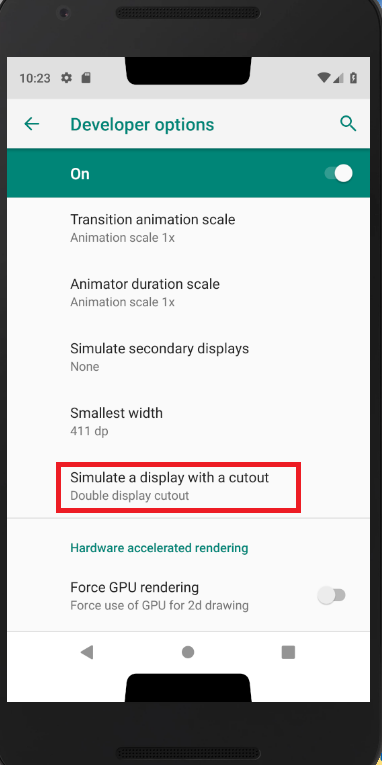 10:23
Developer options
On
Transition animation scale
Animation scale 1x
Animator duration scale
Animation scale 1x
Simulate secondary displays
None
Smallest width
411 dp
Simulate a display with a cutout
Double display cutout
Hardware accelerated rendering
Force GPU rendering
Force use of GPU for 2d drawing